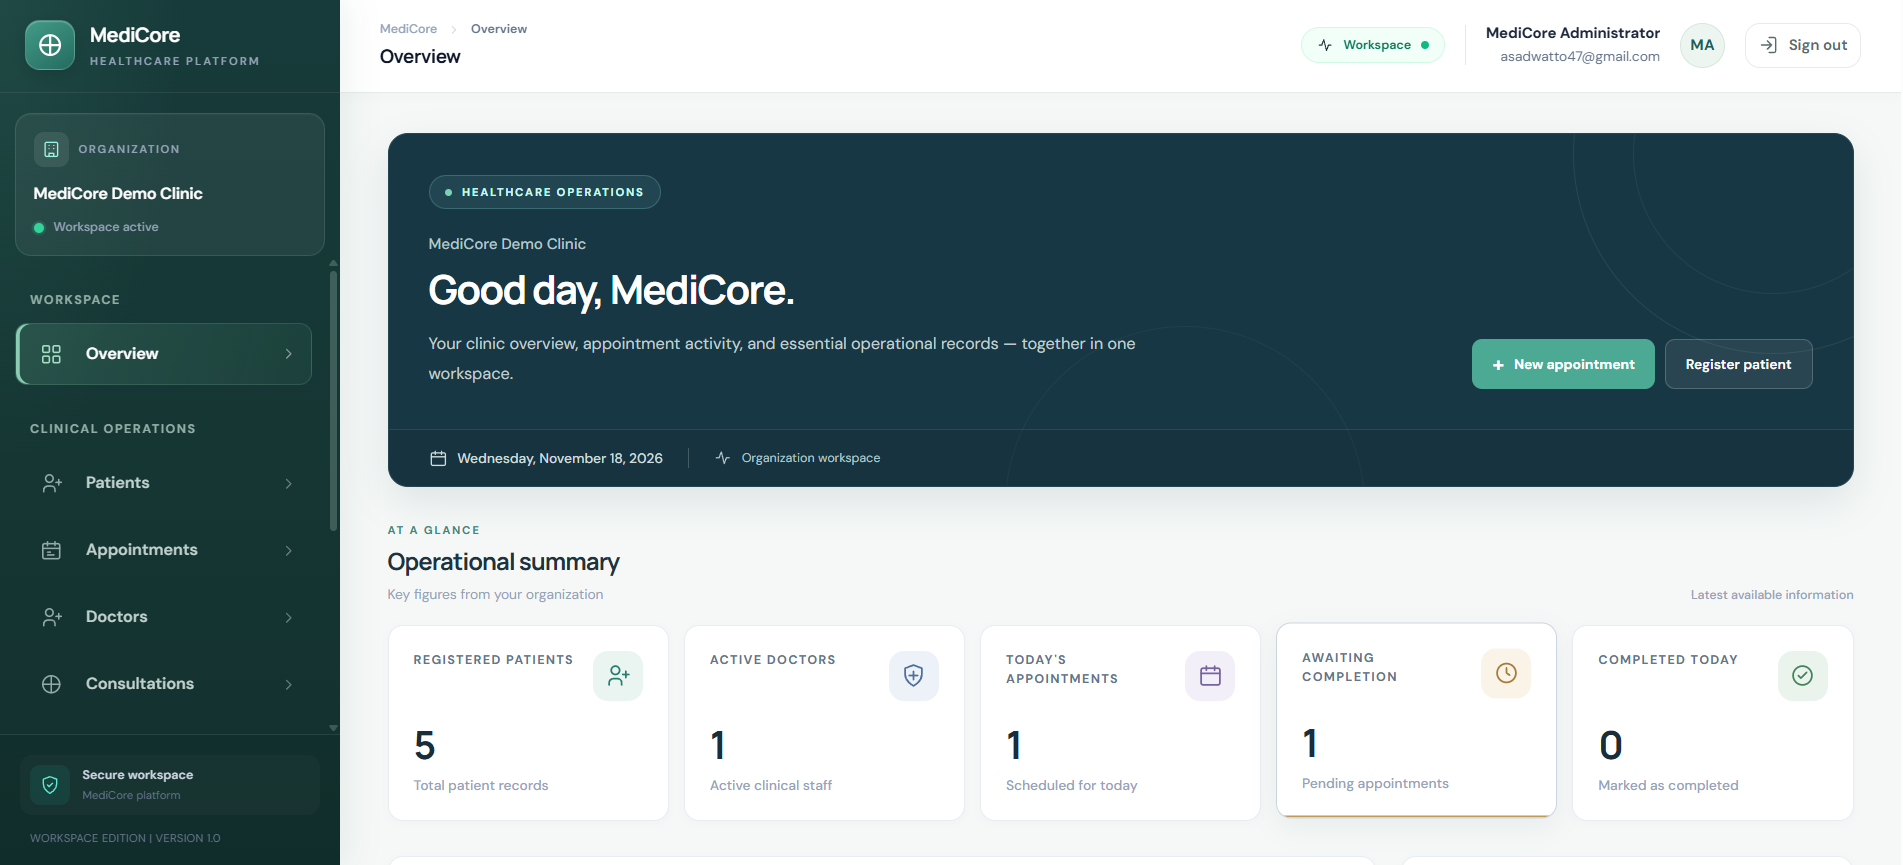 MediCore
HEALTHCARE PLATFORM
ORGANIZATION
MediCore Demo Clinic
Workspace active
WORKSPACE
Overview
CLINICAL OPERATIONS
Patients
Appointments
Doctors
Consultations
Secure workspace
MediCore platform
WORKSPACE EDITION | VERSION 1.0
MediCore > Overview
Overview
Workspace
MediCore Administrator
asadwatto47@gmail.com
MA
Sign out
HEALTHCARE OPERATIONS
MediCore Demo Clinic
Good day, MediCore.
Your clinic overview, appointment activity, and essential operational records — together in one
workspace.
+ New appointment
Register patient
Wednesday, November 18, 2026
Organization workspace
AT A GLANCE
Operational summary
Key figures from your organization
Latest available information
REGISTERED PATIENTS
5
Total patient records
ACTIVE DOCTORS
1
Active clinical staff
TODAY'S
APPOINTMENTS
1
Scheduled for today
AWAITING
COMPLETION
1
Pending appointments
COMPLETED TODAY
0
Marked as completed